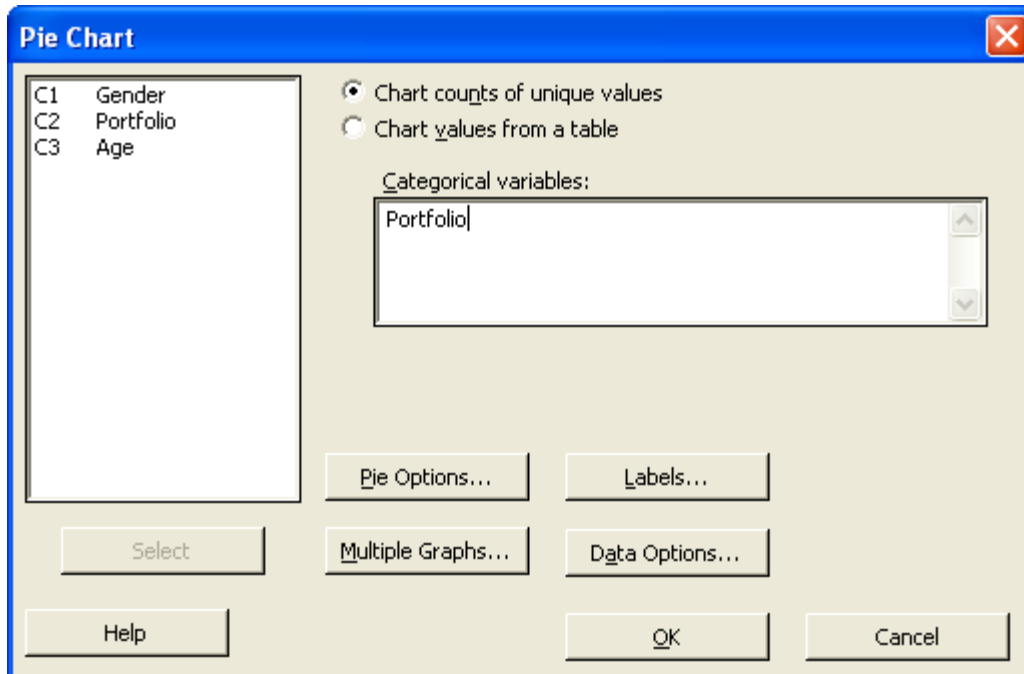 Pie Chart
C1 Gender
C2 Portfolio
C3 Age
Chart counts of unique values
Chart values from a table
Categorical variables:
Portfolio
Pie Options...
Labels...
Select
Multiple Graphs...
Data Options...
Help
OK
Cancel